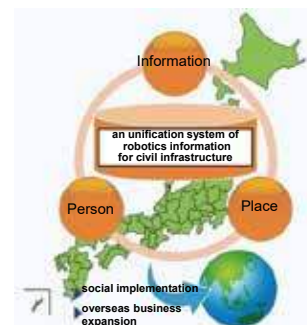 Information
an unification system of
robotics information
for civil infrastructure
Person
Place
social implementation
overseas business
expansion